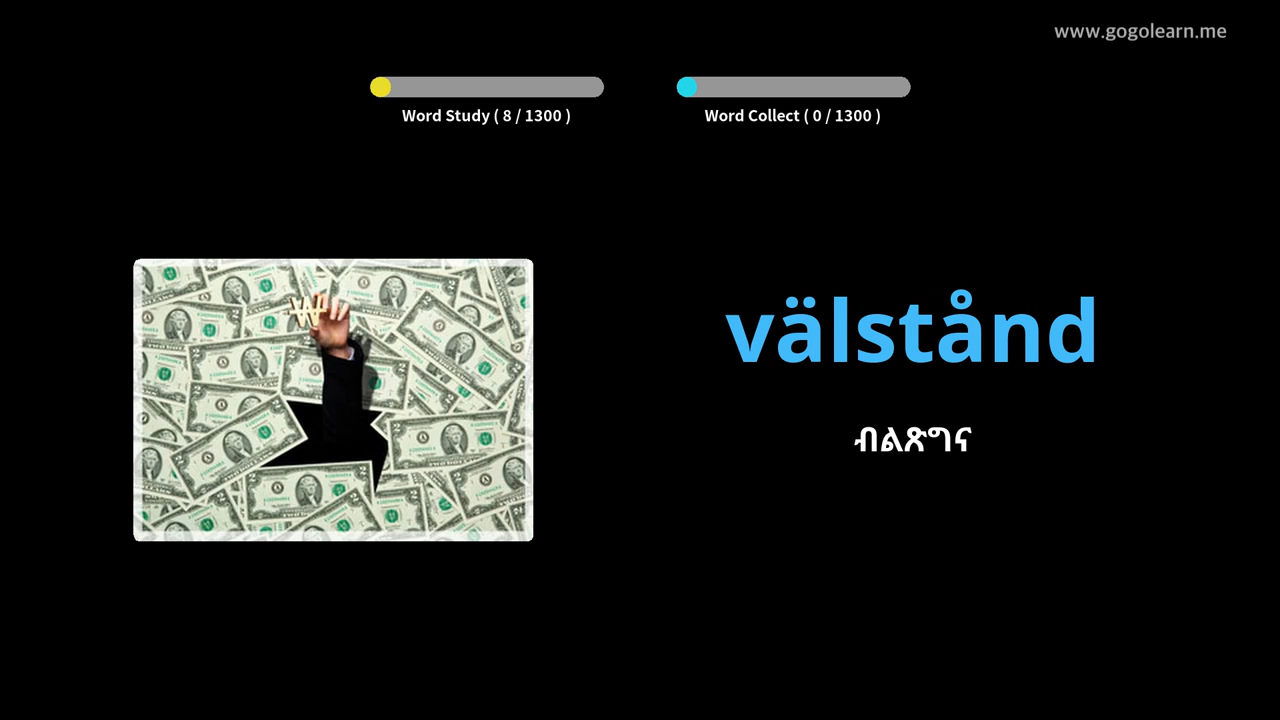 www.gogolearn.me
Word Study ( 8 / 1300 )
Word Collect ( 0 / 1300 )
välstånd
ብልጽግና